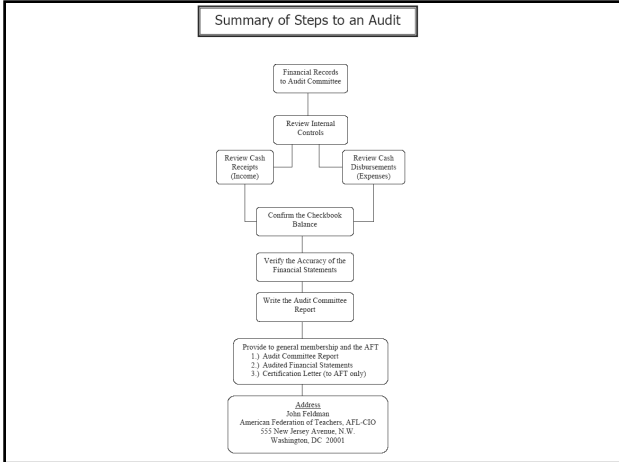 Summary of Steps to an Audit
Financial Records
to Audit Committee
Review Internal
Controls
Review Cash
Receipts
(Income)
Review Cash
Disbursements
(Expenses)
Confirm the Checkbook
Balance
Verify the Accuracy of the
Financial Statements
Write the Audit Committee
Report
Provide to general membership and the AFT
1.) Audit Committee Report
2.) Audited Financial Statements
3.) Certification Letter (to AFT only)
Address
John Feldman
American Federation of Teachers, AFL-CIO
555 New Jersey Avenue, N.W.
Washington, DC 20001